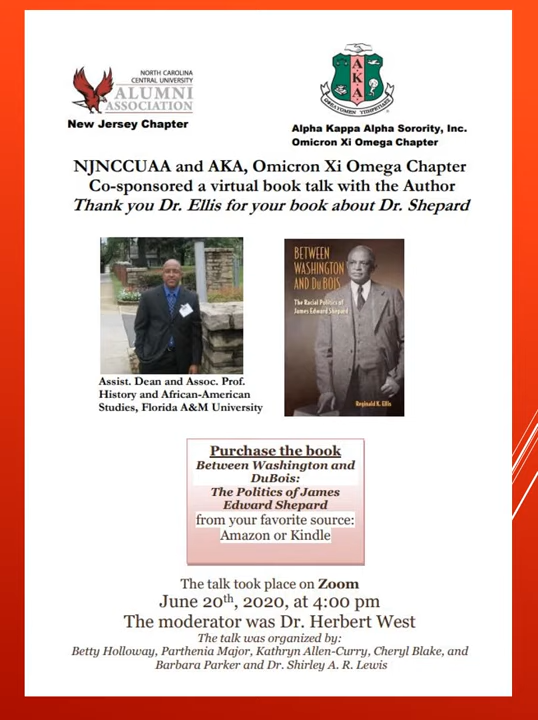 NORTH CAROLINA
CENTRAL UNIVERSITY
ALUMNI
ASSOCIATION
New Jersey Chapter
AKA
Alpha Kappa Alpha Sorority, Inc.
Omicron Xi Omega Chapter
NJNCCUAA and AKA, Omicron Xi Omega Chapter
Co-sponsored a virtual book talk with the Author
Thank you Dr. Ellis for your book about Dr. Shepard
BETWEEN
WASHINGTON
AND Du BOIS
The Racial Politics of
James Edward Shepard
Reginald K. Ellis
Assist. Dean and Assoc. Prof.
History and African-American
Studies, Florida A&M University
Purchase the book
Between Washington and
DuBois:
The Politics of James
Edward Shepard
from your favorite source:
Amazon or Kindle
The talk took place on Zoom
June 20th, 2020, at 4:00 pm
The moderator was Dr. Herbert West
The talk was organized by:
Betty Holloway, Parthenia Major, Kathryn Allen-Curry, Cheryl Blake, and
Barbara Parker and Dr. Shirley A. R. Lewis